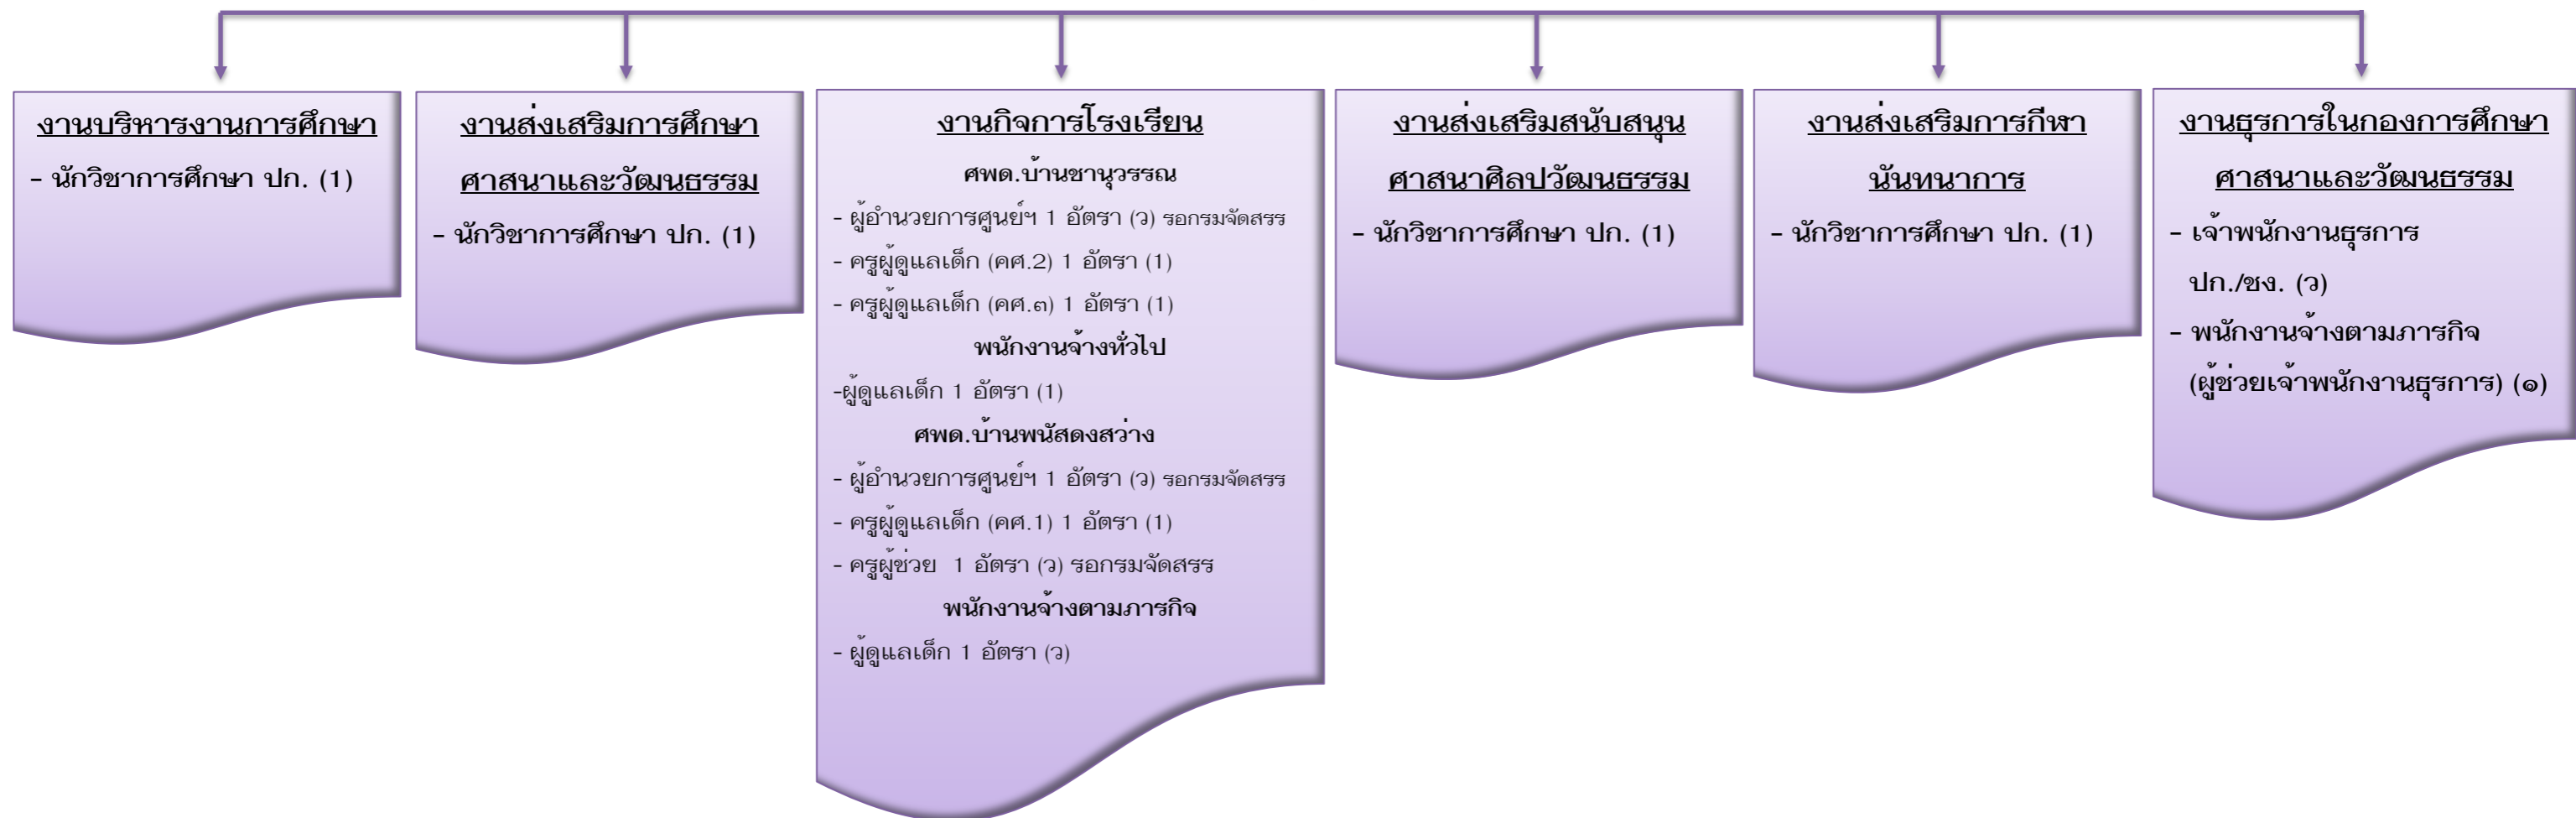 งานบริหารงานการศึกษา
- นักวิชาการศึกษา ปก. (1)
งานส่งเสริมการศึกษา
ศาสนาและวัฒนธรรม
- นักวิชาการศึกษา ปก. (1)
งานกิจการโรงเรียน
ศพด.บ้านชานุวรรณ
- ผู้อำนวยการศูนย์ฯ 1 อัตรา (ว) รอกรมจัดสรร
- ครูผู้ดูแลเด็ก (คศ.2) 1 อัตรา (1)
- ครูผู้ดูแลเด็ก (คศ.๓) 1 อัตรา (1)
พนักงานจ้างทั่วไป
-ผู้ดูแลเด็ก 1 อัตรา (1)
ศพด.บ้านพนัสดงสว่าง
- ผู้อำนวยการศูนย์ฯ 1 อัตรา (ว) รอกรมจัดสรร
- ครูผู้ดูแลเด็ก (คศ.1) 1 อัตรา (1)
- ครูผู้ช่วย 1 อัตรา (ว) รอกรมจัดสรร
พนักงานจ้างตามภารกิจ
- ผู้ดูแลเด็ก 1 อัตรา (ว)
งานส่งเสริมสนับสนุน
ศาสนาศิลปวัฒนธรรม
- นักวิชาการศึกษา ปก. (1)
งานส่งเสริมการกีฬา
นันทนาการ
- นักวิชาการศึกษา ปก. (1)
งานธุรการในกองการศึกษา
ศาสนาและวัฒนธรรม
- เจ้าพนักงานธุรการ
ปก./ชง. (ว)
- พนักงานจ้างตามภารกิจ
(ผู้ช่วยเจ้าพนักงานธุรการ) (๑)